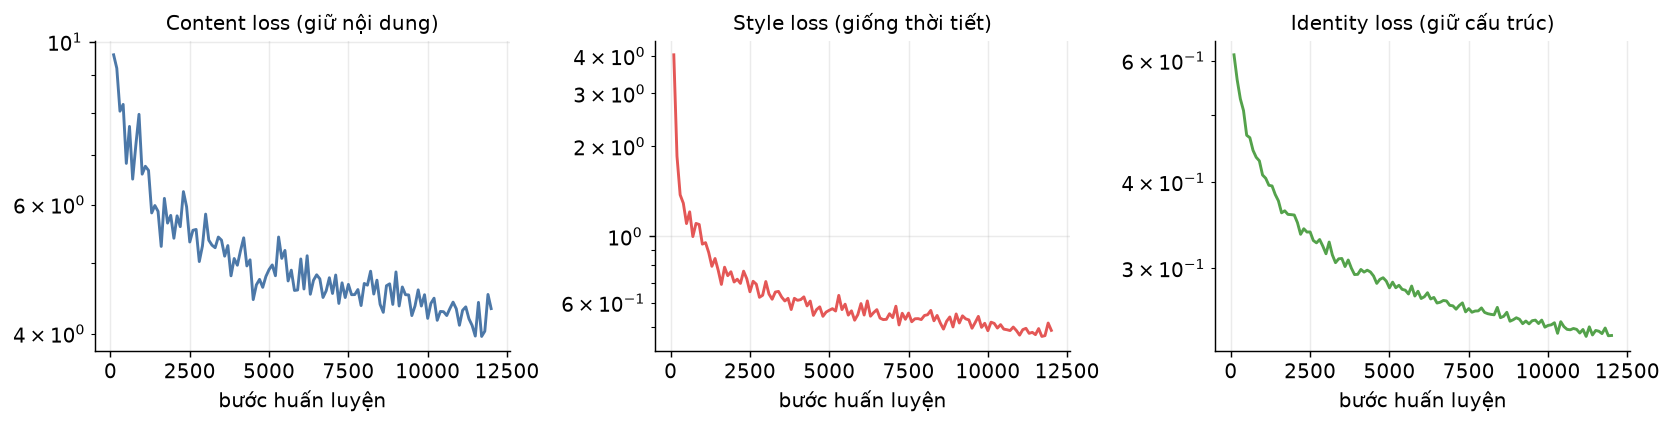 Content loss (giữ nội dung)
10¹
6 × 10⁰
4 × 10⁰
0 2500 5000 7500 10000 12500
bước huấn luyện
Style loss (giống thời tiết)
4 × 10⁰
3 × 10⁰
2 × 10⁰
10⁰
6 × 10⁻¹
0 2500 5000 7500 10000 12500
bước huấn luyện
Identity loss (giữ cấu trúc)
6 × 10⁻¹
4 × 10⁻¹
3 × 10⁻¹
0 2500 5000 7500 10000 12500
bước huấn luyện